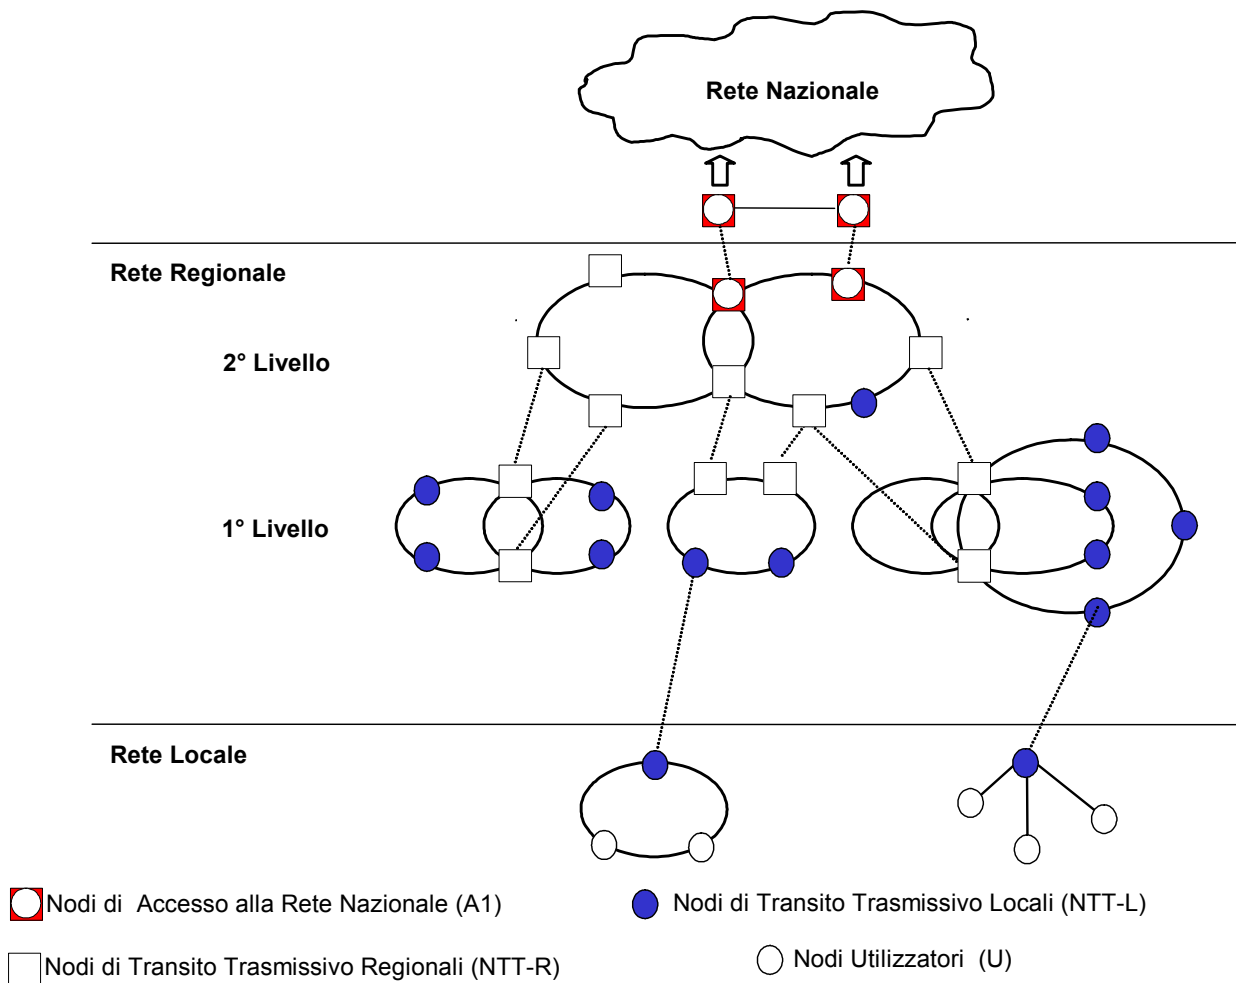 Rete Nazionale
Rete Regionale
2° Livello
1° Livello
Rete Locale
Nodi di Accesso alla Rete Nazionale (A1)
Nodi di Transito Trasmissivo Locali (NTT-L)
Nodi di Transito Trasmissivo Regionali (NTT-R)
Nodi Utilizzatori (U)